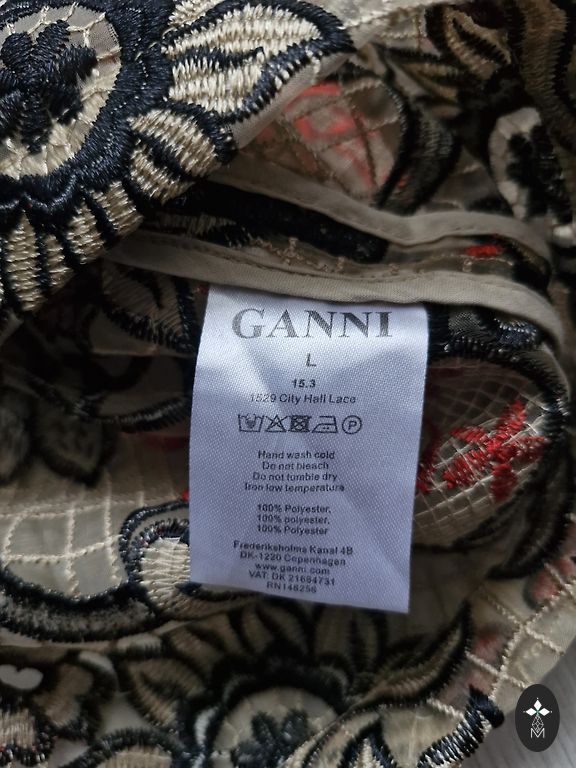 GANNI
L
15.3
1529 City Hall Lace
P
Hand wash cold
Do not bleach
Do not tumble dry
Iron low temperature
100% Polyester,
100% polyester,
100% Polyester
Frederiksholms Kanal 4B
DK-1220 Copenhagen
www.ganni.com
VAT: DK 21684731
RN148256
M